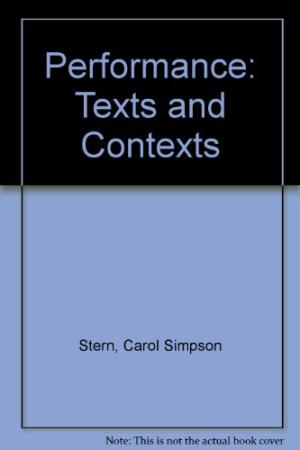 Performance:
Texts and
Contexts
Stern, Carol Simpson
Note: This is not the actual book cover